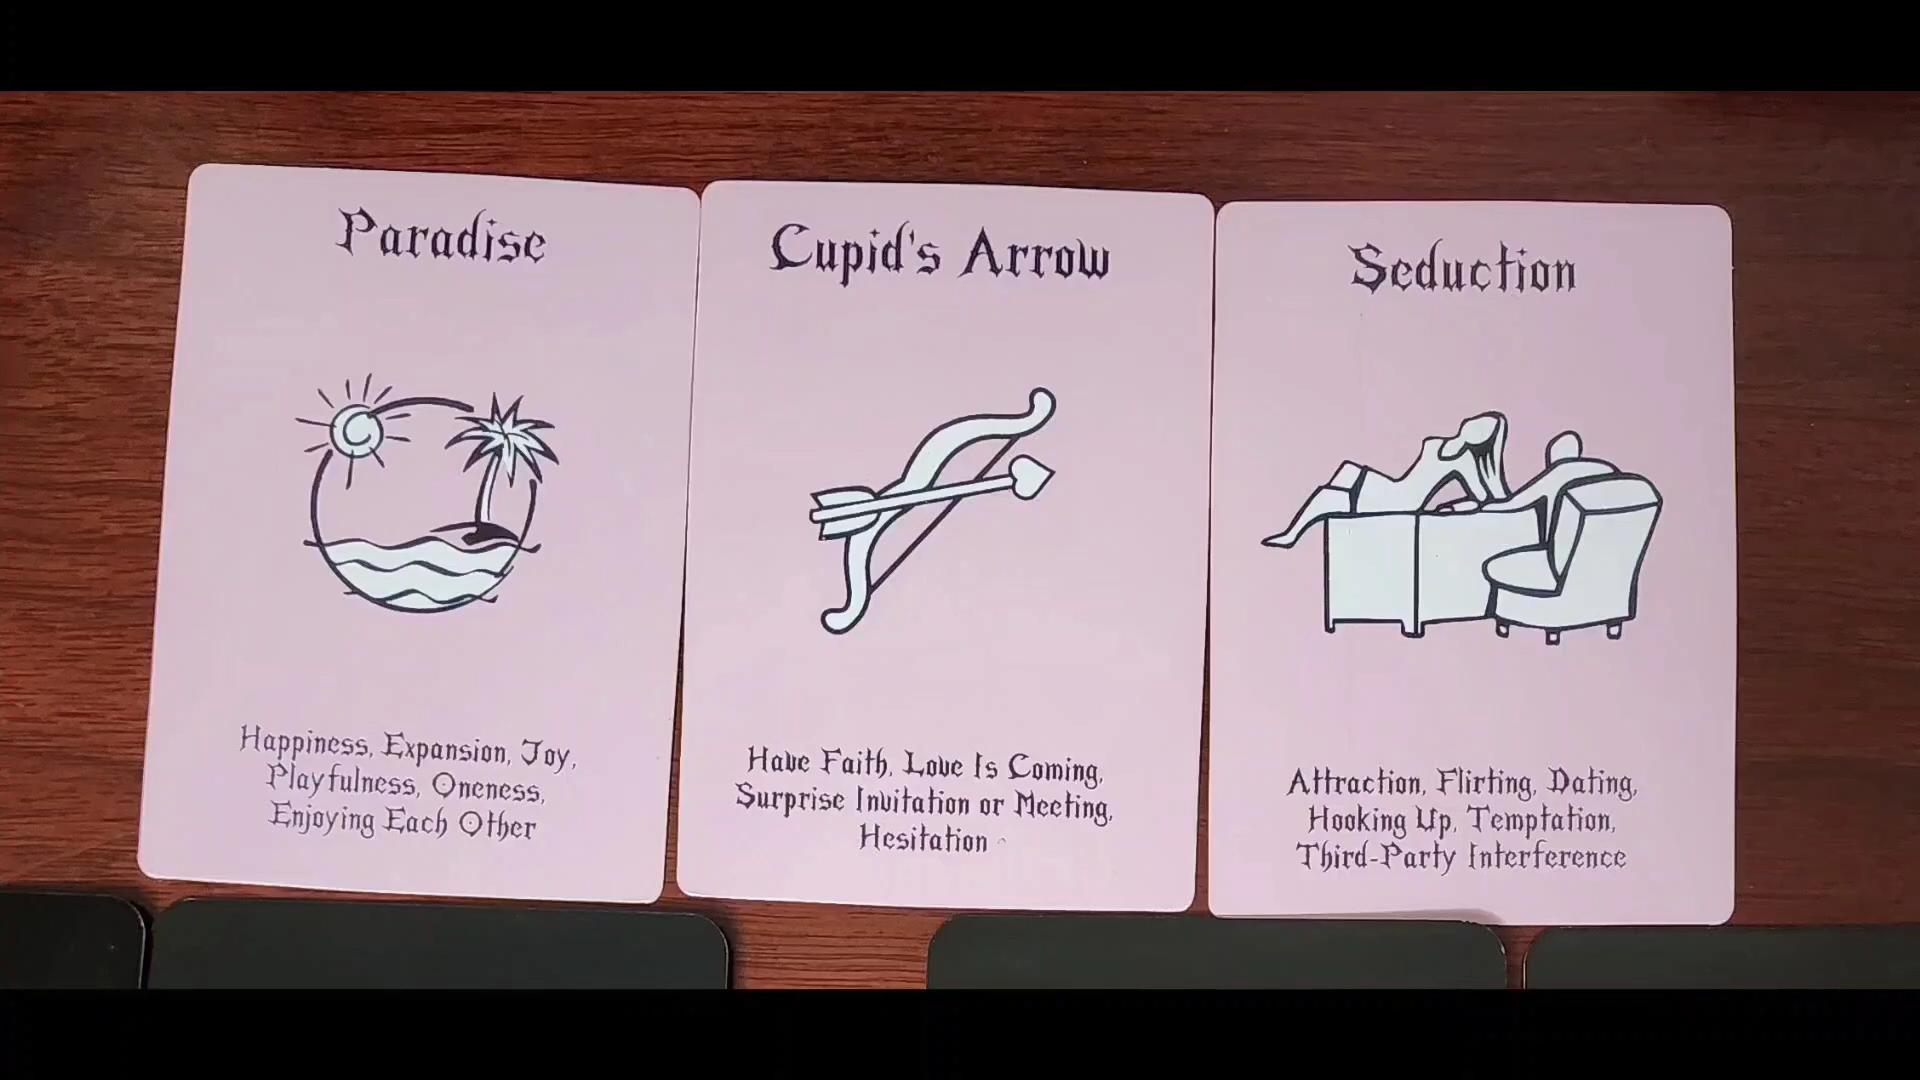 Paradise
Happiness, Expansion, Joy,
Playfulness, Oneness,
Enjoying Each Other
Cupid's Arrow
Have Faith, Love Is Coming,
Surprise Invitation or Meeting,
Hesitation
Seduction
Attraction, Flirting, Dating,
Hooking Up, Temptation,
Third-Party Interference